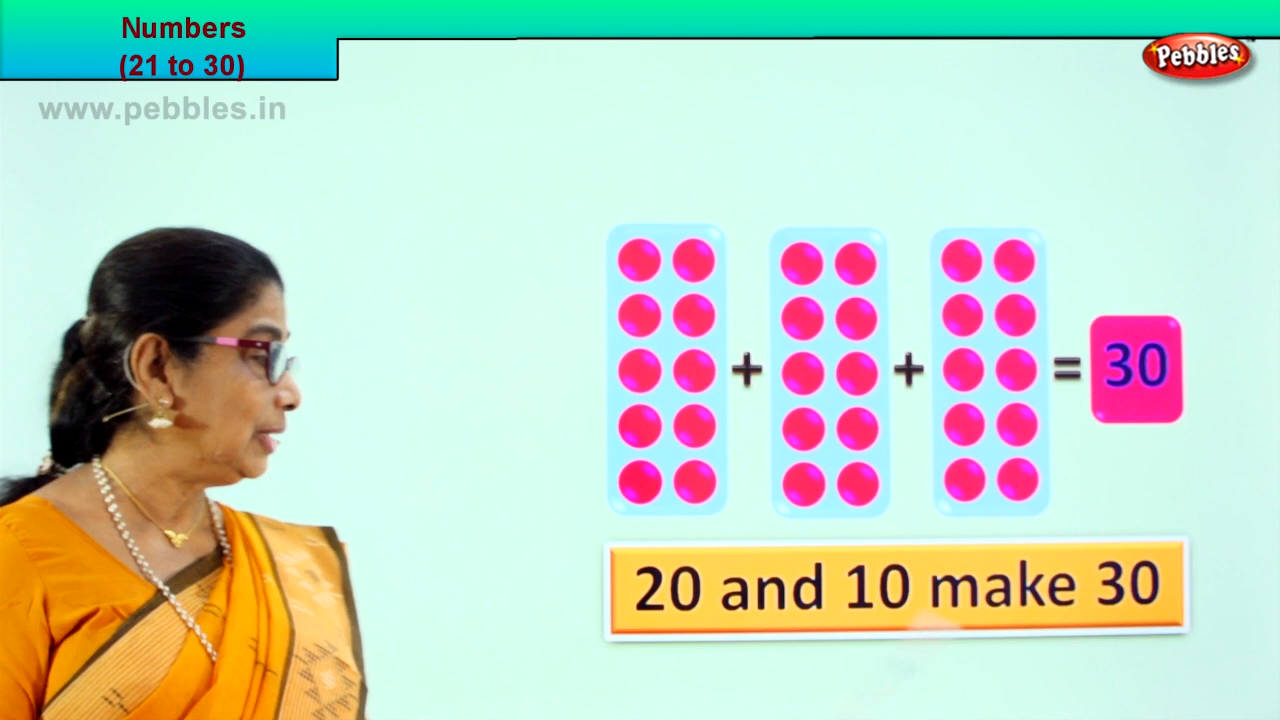 Numbers
(21 to 30)
www.pebbles.in
Pebbles
+ + = 30
20 and 10 make 30